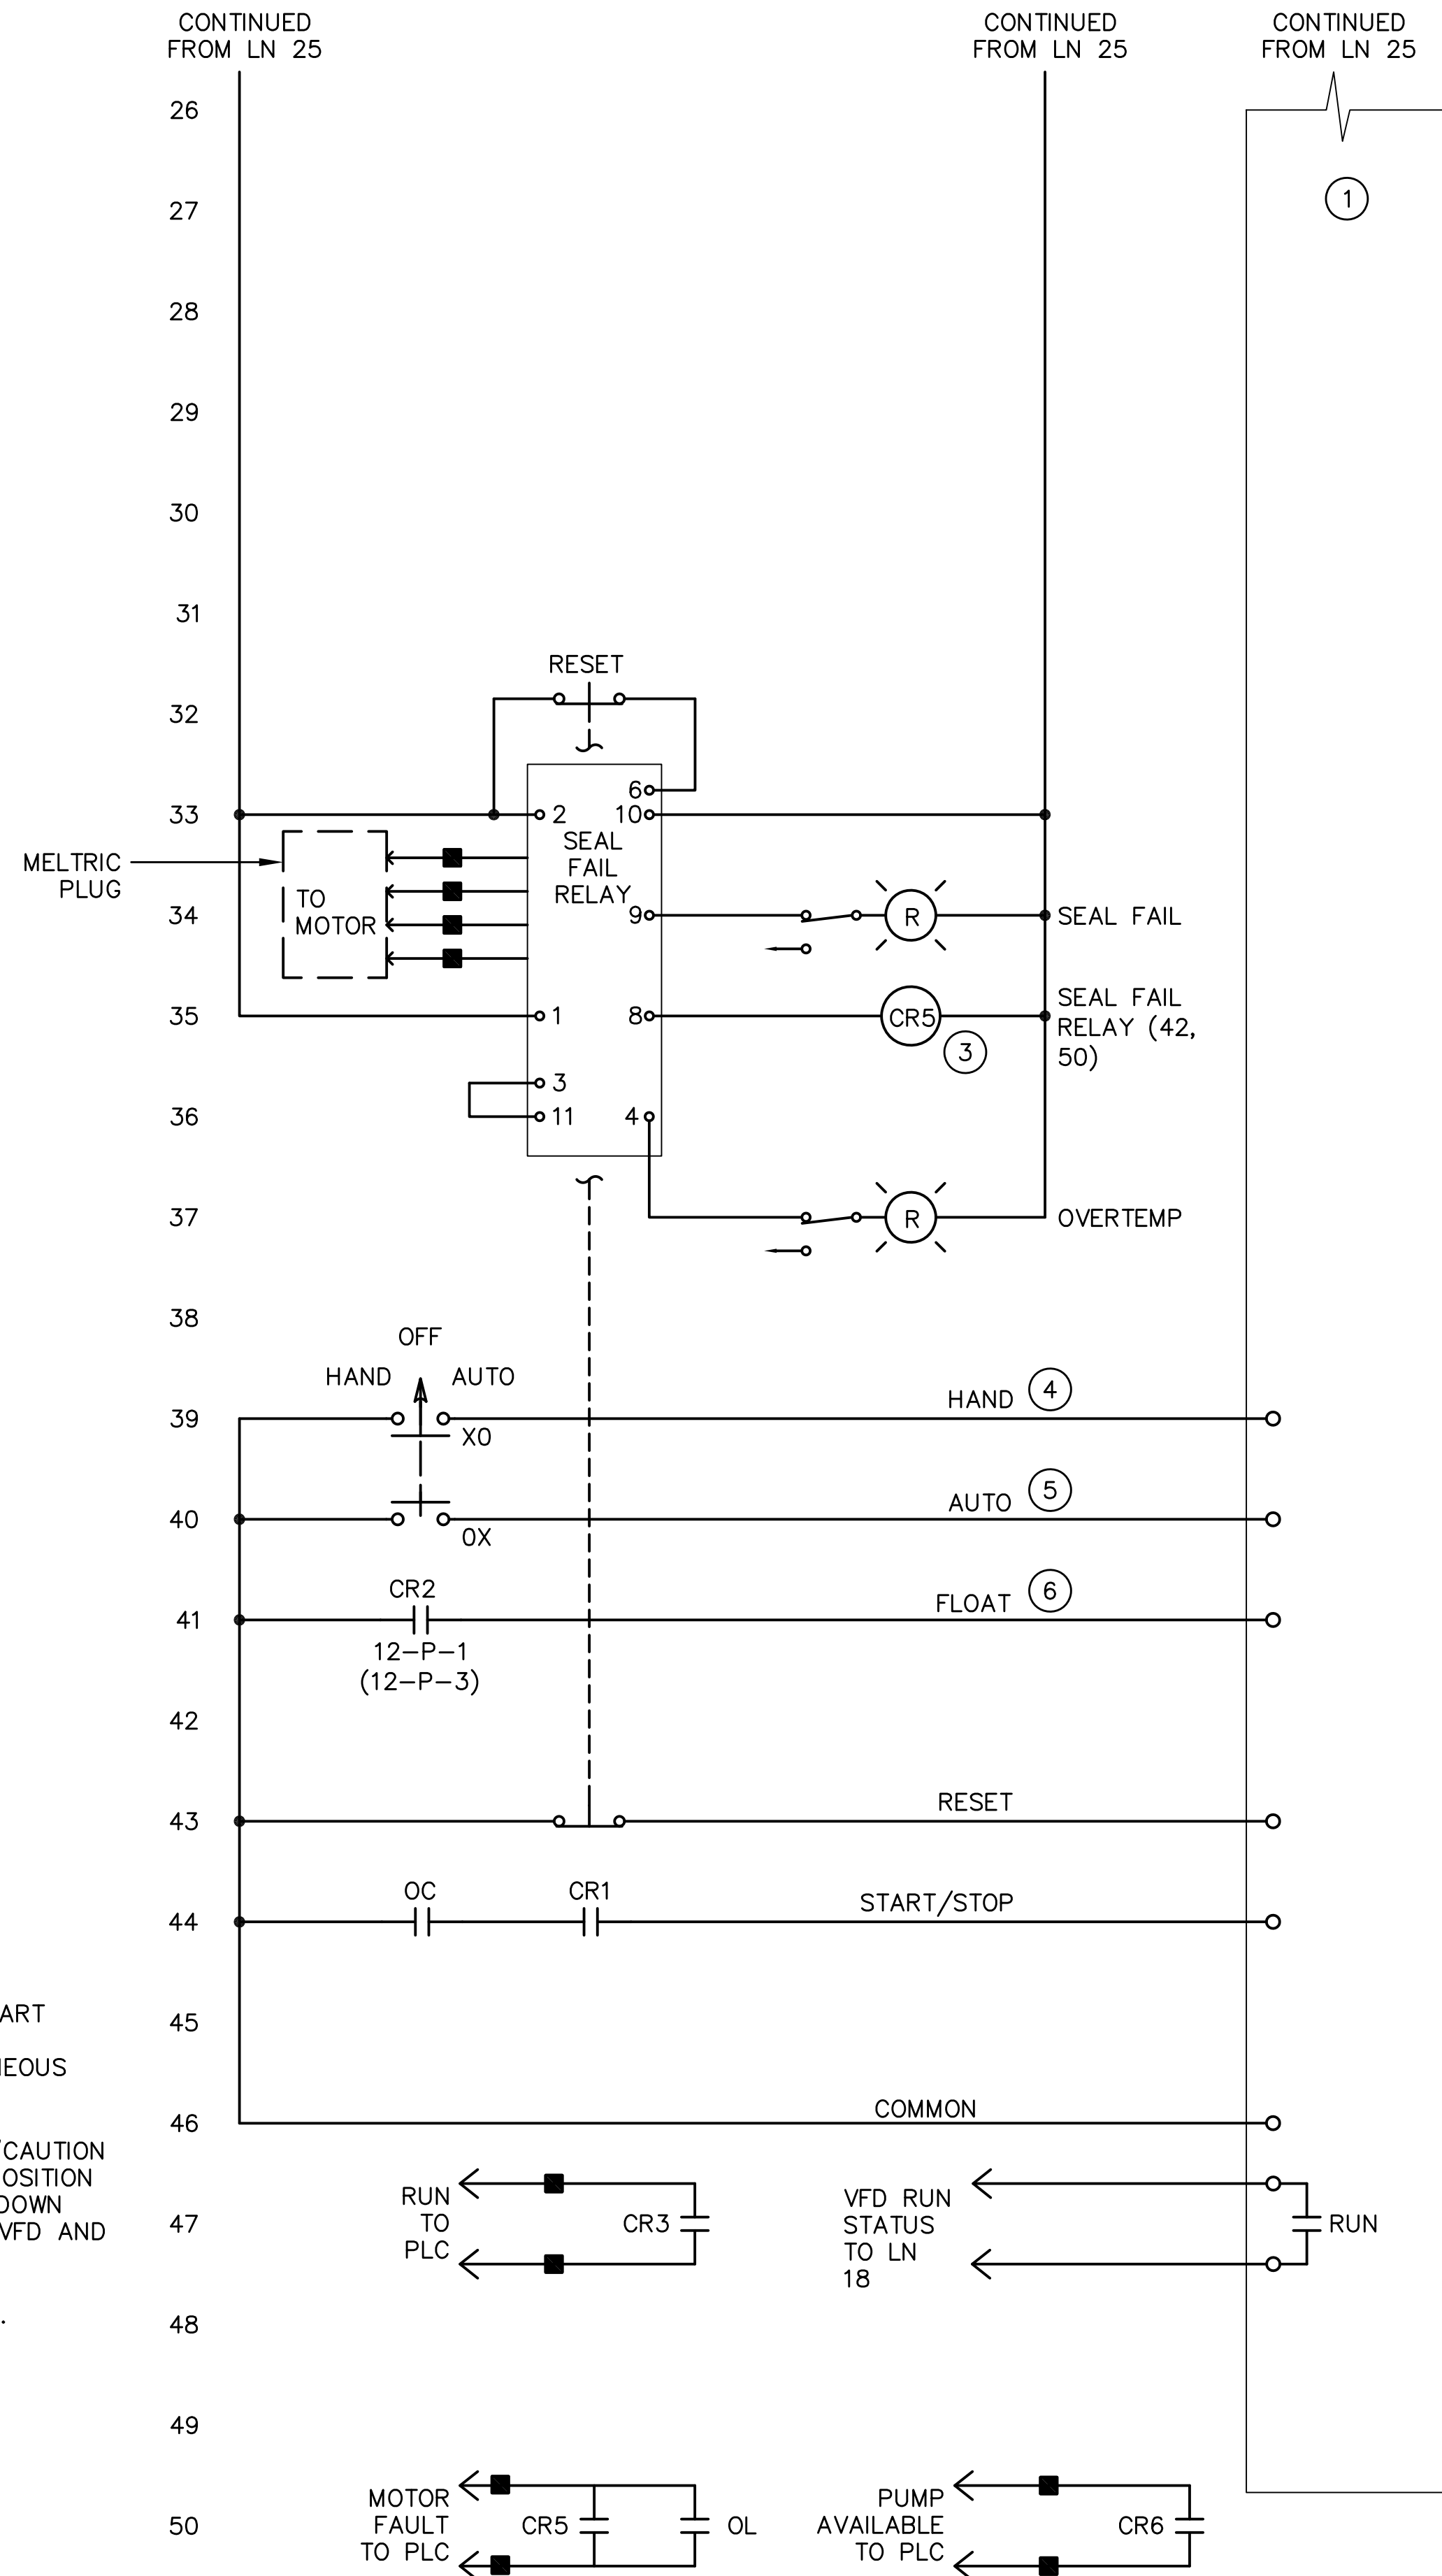 CONTINUED
FROM LN 25
CONTINUED
FROM LN 25
CONTINUED
FROM LN 25
26
1
27
28
29
30
31
RESET
32
6
33
2
10
SEAL
FAIL
RELAY
MELTRIC
PLUG
TO
MOTOR
34
9
R
SEAL FAIL
35
1
8
CR5
3
SEAL FAIL
RELAY (42,
50)
3
36
11
4
37
R
OVERTEMP
38
OFF
HAND
AUTO
39
XO
HAND
4
40
OX
AUTO
5
CR2
41
FLOAT
6
12-P-1
(12-P-3)
42
43
RESET
OC
CR1
44
START/STOP
ART
45
NEOUS
46
COMMON
/CAUTION
OSITION
DOWN
VFD AND
RUN
TO
PLC
47
CR3
VFD RUN
STATUS
TO LN
18
RUN
.
48
49
MOTOR
FAULT
TO PLC
50
CR5
OL
PUMP
AVAILABLE
TO PLC
CR6